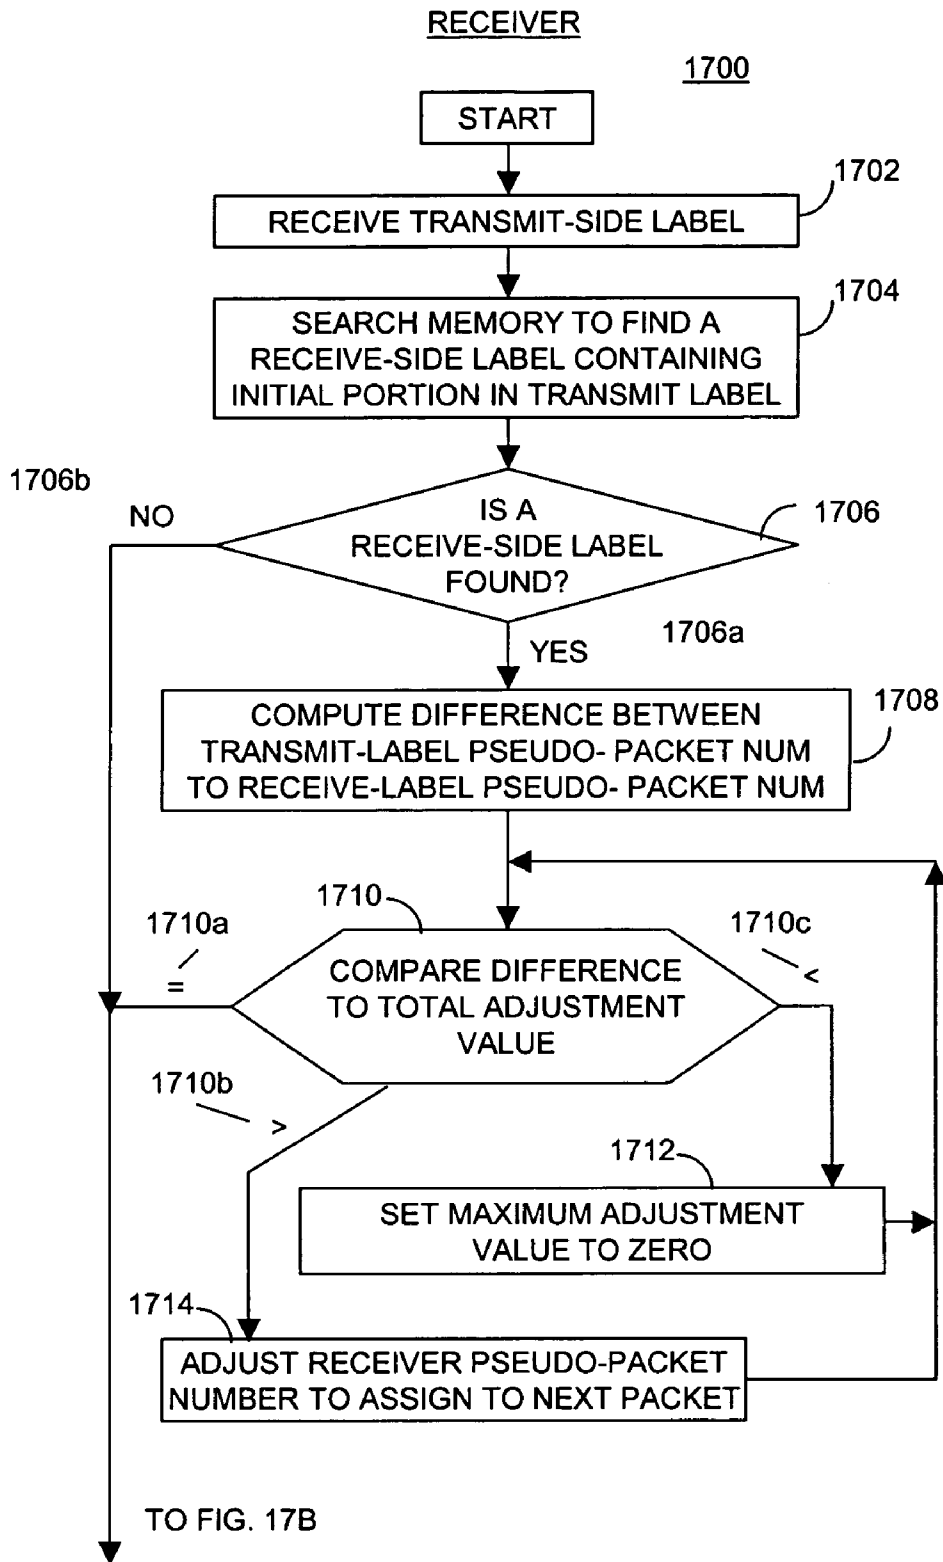 RECEIVER
1700
START
1702
RECEIVE TRANSMIT-SIDE LABEL
1704
SEARCH MEMORY TO FIND A
RECEIVE-SIDE LABEL CONTAINING
INITIAL PORTION IN TRANSMIT LABEL
1706b
NO
IS A
RECEIVE-SIDE LABEL
FOUND?
1706
1706a
YES
1708
COMPUTE DIFFERENCE BETWEEN
TRANSMIT-LABEL PSEUDO- PACKET NUM
TO RECEIVE-LABEL PSEUDO- PACKET NUM
1710
1710a
=
1710c
<
COMPARE DIFFERENCE
TO TOTAL ADJUSTMENT
VALUE
1710b
>
1712
SET MAXIMUM ADJUSTMENT
VALUE TO ZERO
1714
ADJUST RECEIVER PSEUDO-PACKET
NUMBER TO ASSIGN TO NEXT PACKET
TO FIG. 17B